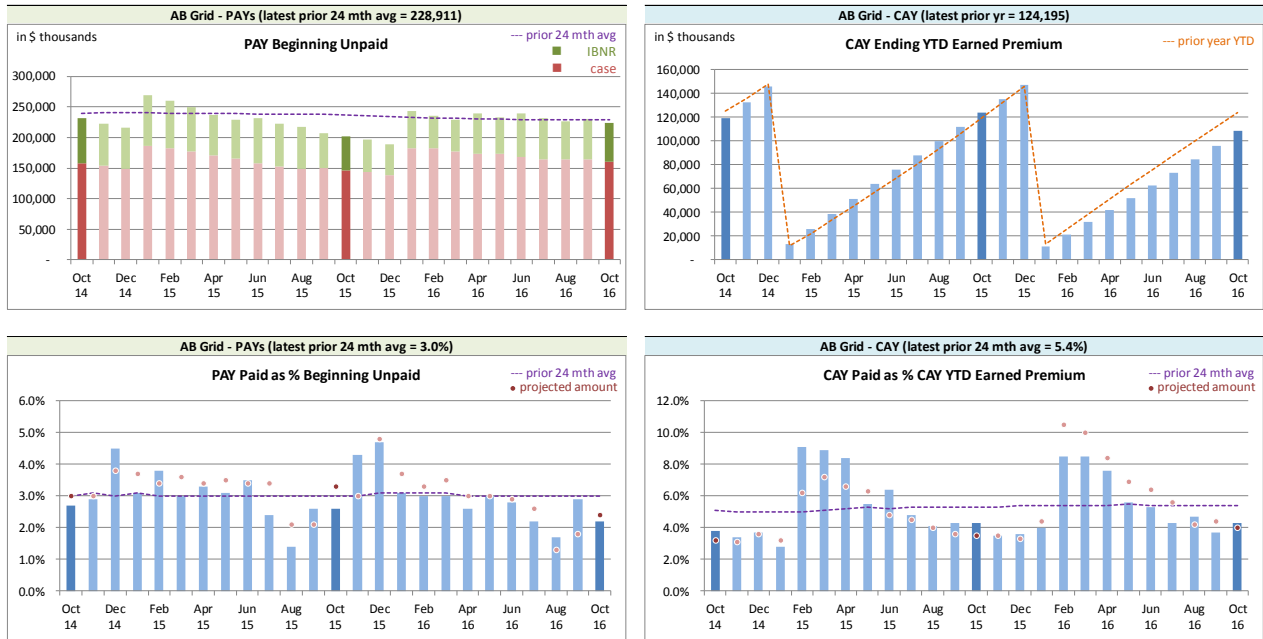 AB Grid - PAYs (latest prior 24 mth avg = 228,911)
in $ thousands
PAY Beginning Unpaid
--- prior 24 mth avg
IBNR
case
300,000
250,000
200,000
150,000
100,000
50,000
-
Oct Dec Feb Apr Jun Aug Oct Dec Feb Apr Jun Aug Oct
14 14 15 15 15 15 15 15 16 16 16 16 16
AB Grid - CAY (latest prior yr = 124,195)
in $ thousands
CAY Ending YTD Earned Premium
--- prior year YTD
160,000
140,000
120,000
100,000
80,000
60,000
40,000
20,000
-
Oct Dec Feb Apr Jun Aug Oct Dec Feb Apr Jun Aug Oct
14 14 15 15 15 15 15 15 16 16 16 16 16
AB Grid - PAYs (latest prior 24 mth avg = 3.0%)
PAY Paid as % Beginning Unpaid
--- prior 24 mth avg
projected amount
6.0%
5.0%
4.0%
3.0%
2.0%
1.0%
0.0%
Oct Dec Feb Apr Jun Aug Oct Dec Feb Apr Jun Aug Oct
14 14 15 15 15 15 15 15 16 16 16 16 16
AB Grid - CAY (latest prior 24 mth avg = 5.4%)
CAY Paid as % CAY YTD Earned Premium
--- prior 24 mth avg
projected amount
12.0%
10.0%
8.0%
6.0%
4.0%
2.0%
0.0%
Oct Dec Feb Apr Jun Aug Oct Dec Feb Apr Jun Aug Oct
14 14 15 15 15 15 15 15 16 16 16 16 16